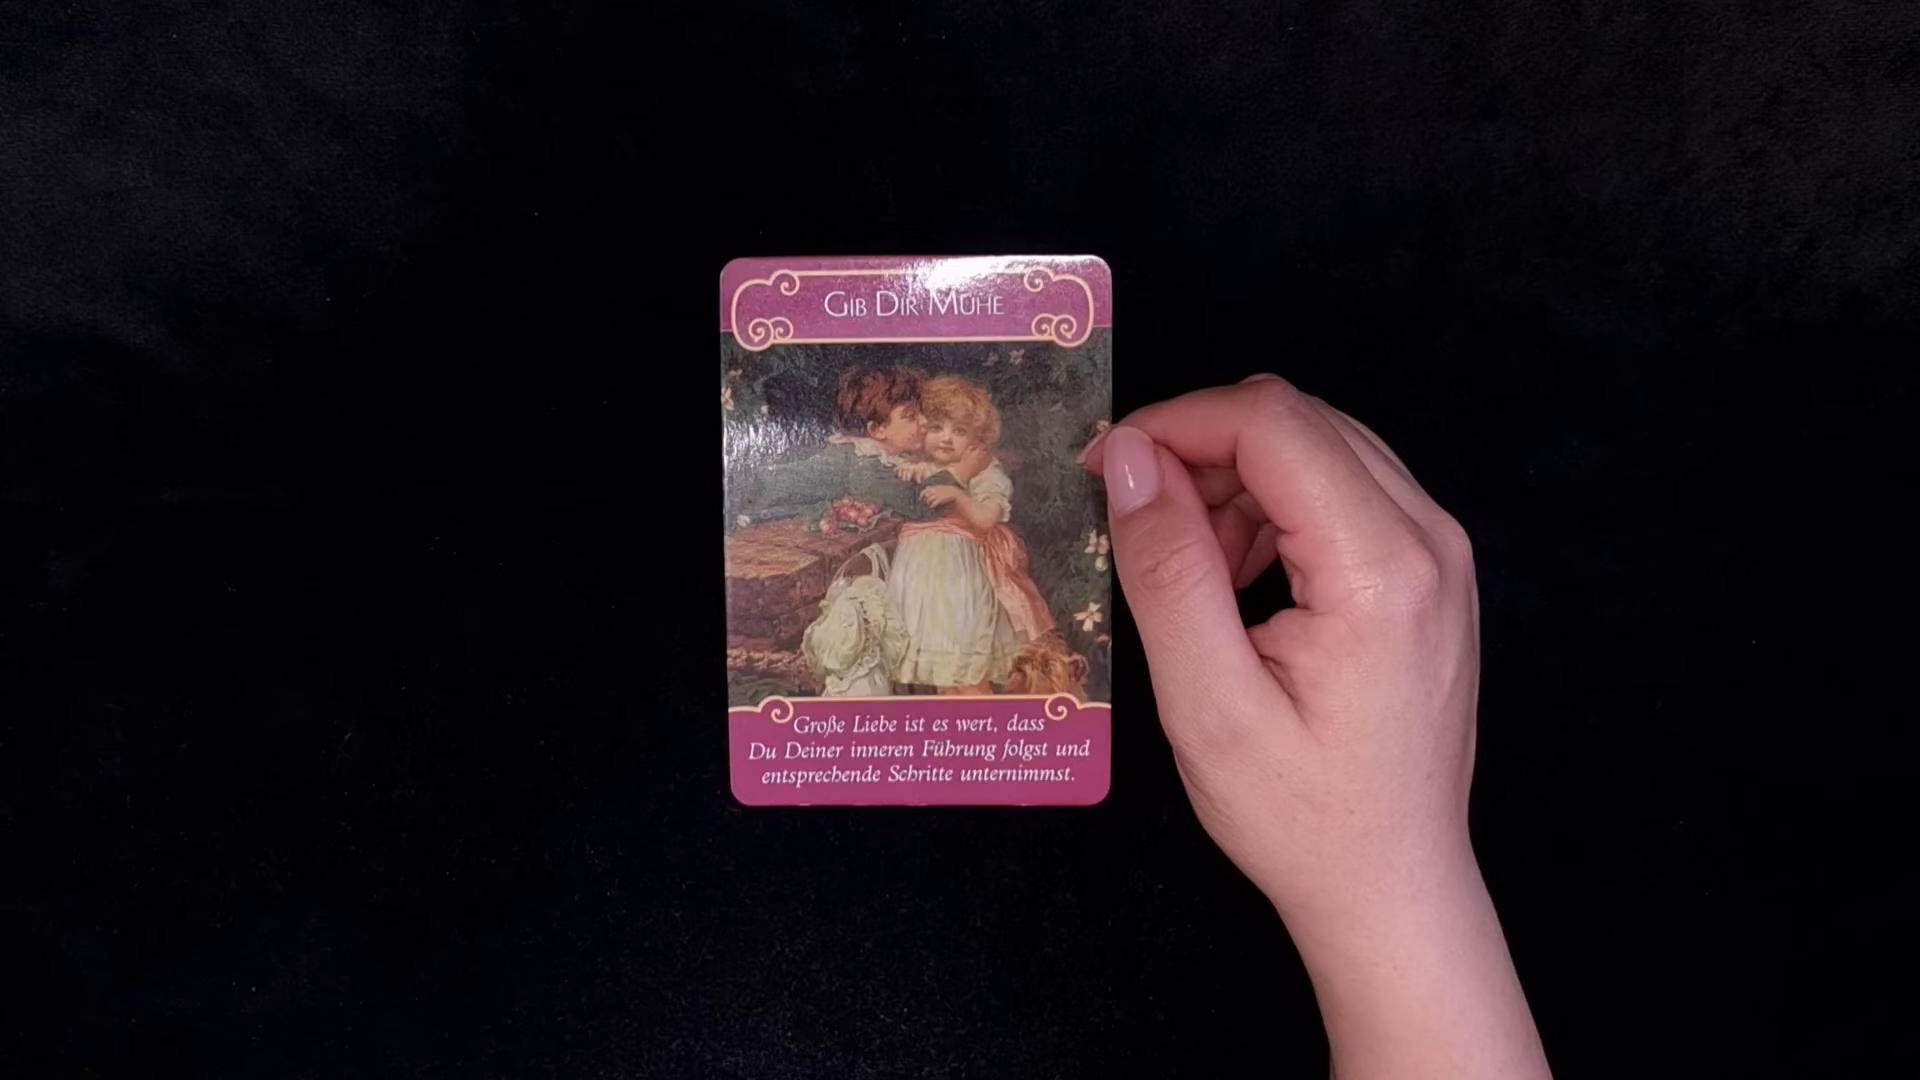 GIB DIR MÜHE
Große Liebe ist es wert, dass
Du Deiner inneren Führung folgst und
entsprechende Schritte unternimmst.